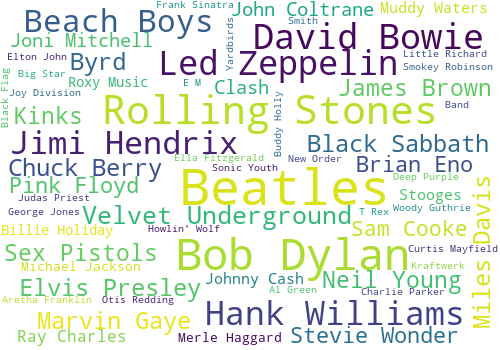 Frank Sinatra
Muddy Waters
Beach Boys
John Coltrane
David Bowie
Joni Mitchell
Smith
Yardbirds
Elton John
Byrd
Led Zeppelin
Little Richard
Smokey Robinson
Big Star
Roxy Music
E M
Clash
James Brown
Joy Division
Black Flag
Rolling Stones
Buddy Holly
Band
Kinks
Jimi Hendrix
Black Sabbath
Ella Fitzgerald
New Order
Brian Eno
Chuck Berry
Sonic Youth
Deep Purple
Pink Floyd
Beatles
Stooges
Judas Priest
George Jones
Velvet Underground
T Rex
Woody Guthrie
Miles Davis
Billie Holiday
Howlin' Wolf
Sam Cooke
Sex Pistols
Bob Dylan
Curtis Mayfield
Michael Jackson
Kraftwerk
Elvis Presley
Johnny Cash
Neil Young
Al Green
Charlie Parker
Aretha Franklin
Otis Redding
Hank Williams
Marvin Gaye
Ray Charles
Merle Haggard
Stevie Wonder